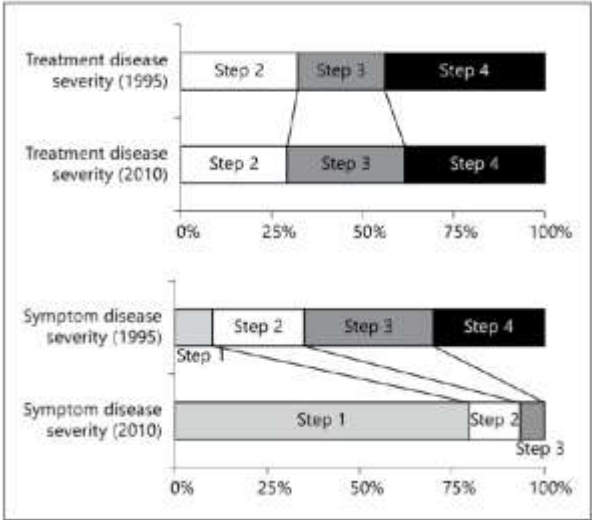 Treatment disease
severity (1995)
Step 2
Step 3
Step 4
Treatment disease
severity (2010)
Step 2
Step 3
Step 4
0%
25%
50%
75%
100%
Symptom disease
severity (1995)
Step 1
Step 2
Step 3
Step 4
Symptom disease
severity (2010)
Step 1
Step 2
Step 3
0%
25%
50%
75%
100%